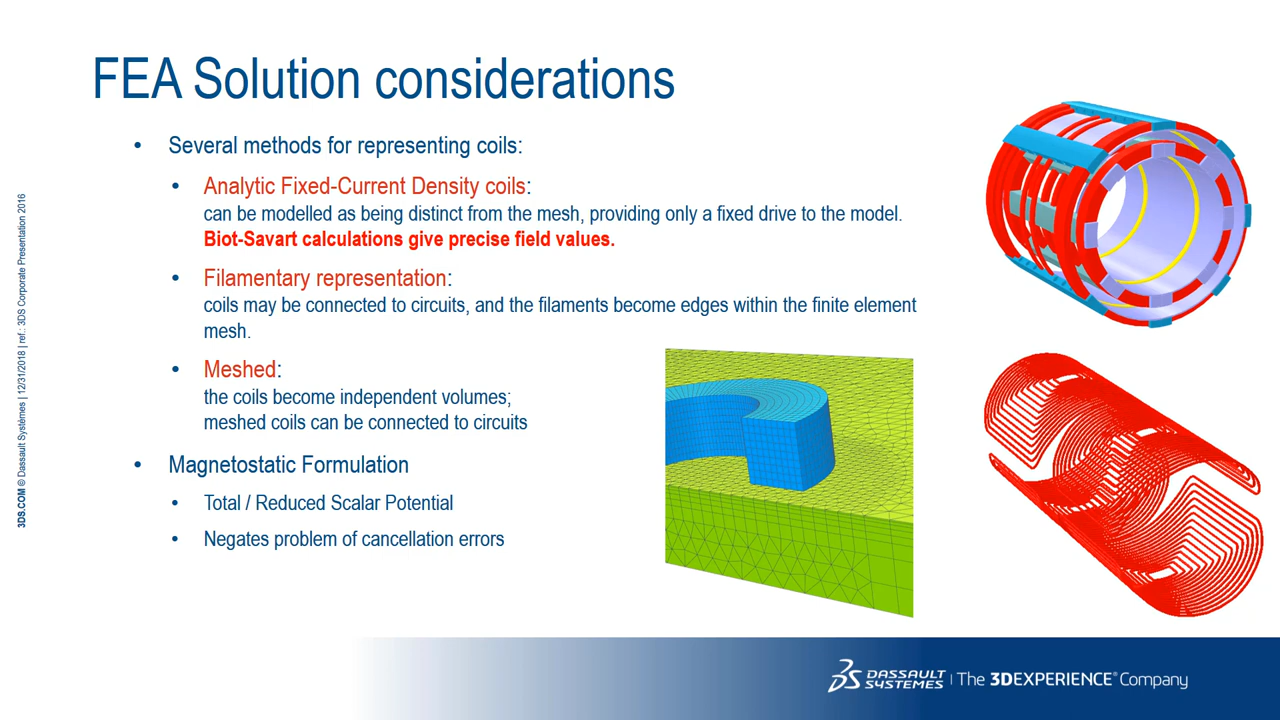 FEA Solution considerations
• Several methods for representing coils:
• Analytic Fixed-Current Density coils:
can be modelled as being distinct from the mesh, providing only a fixed drive to the model.
Biot-Savart calculations give precise field values.
• Filamentary representation:
coils may be connected to circuits, and the filaments become edges within the finite element
mesh.
• Meshed:
the coils become independent volumes;
meshed coils can be connected to circuits
• Magnetostatic Formulation
• Total / Reduced Scalar Potential
• Negates problem of cancellation errors
3DS.COM © Dassault Systèmes | 12/31/2018 | ref.: 3DS Corporate Presentation 2016
DASSAULT
SYSTEMES | The 3DEXPERIENCE® Company